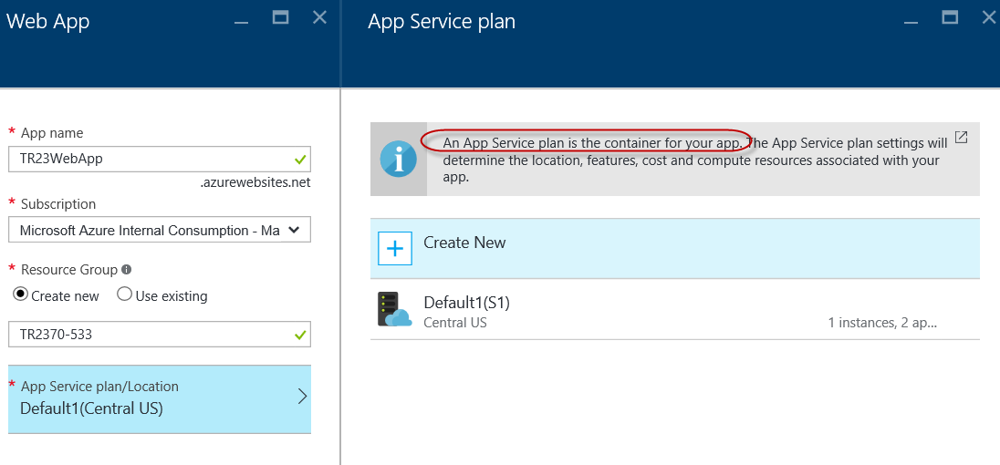 Web App
* App name
TR23WebApp
.azurewebsites.net
* Subscription
Microsoft Azure Internal Consumption - Ma
* Resource Group
Create new
Use existing
TR2370-533
* App Service plan/Location
Default1(Central US)
App Service plan
An App Service plan is the container for your app. The App Service plan settings will
determine the location, features, cost and compute resources associated with your
app.
Create New
Default1(S1)
Central US
1 instances, 2 ap...